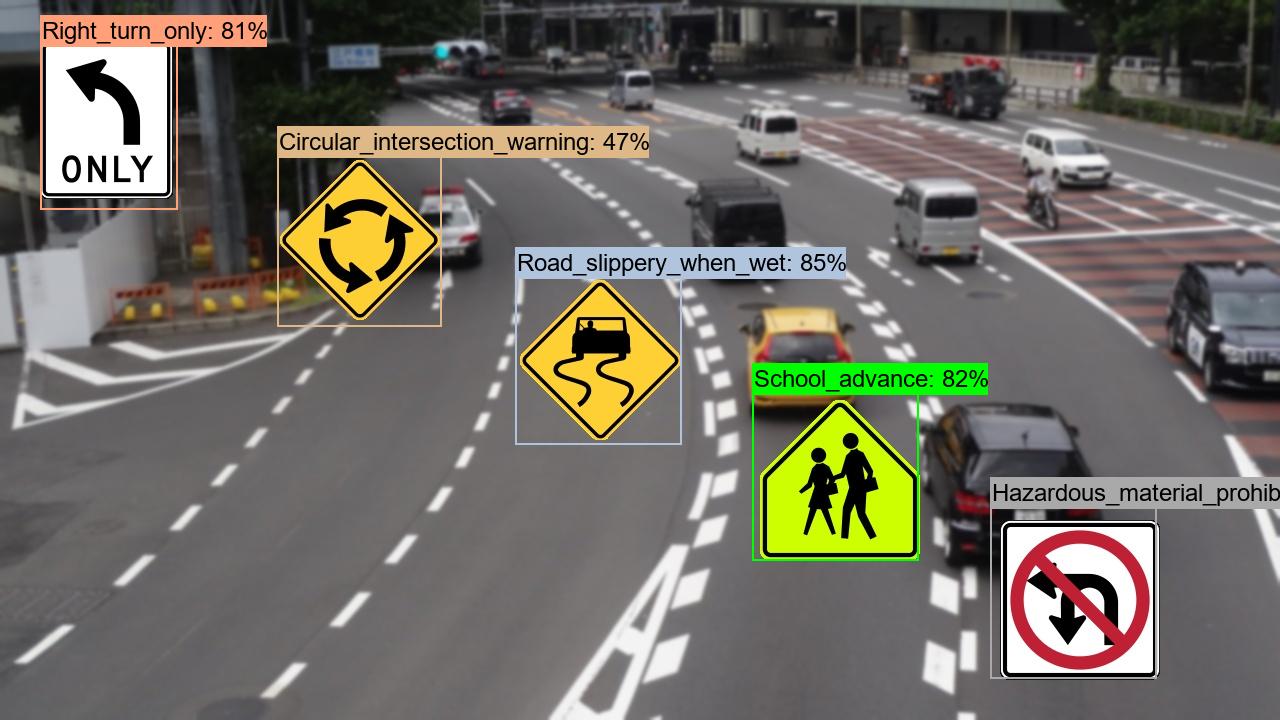 Right_turn_only: 81%
ONLY
Circular_intersection_warning: 47%
Road_slippery_when_wet: 85%
School_advance: 82%
Hazardous_material_prohib